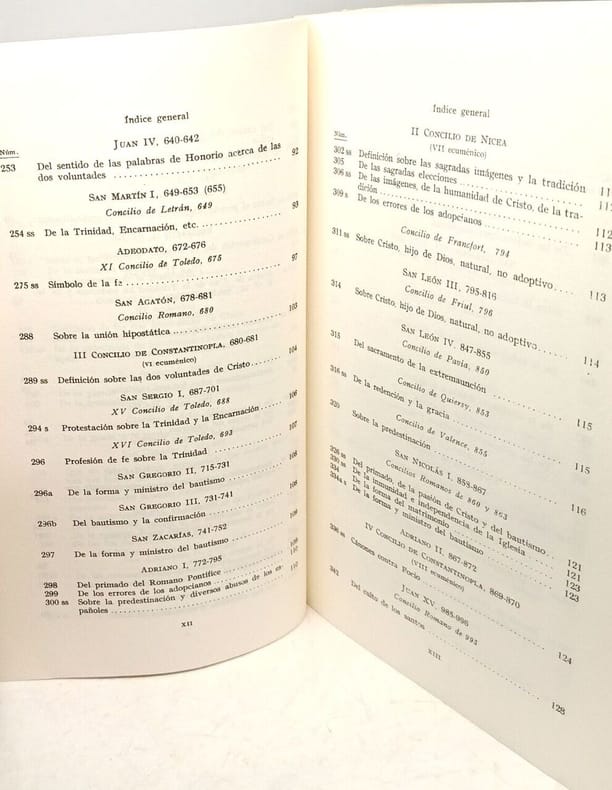 Índice general
Núm.
JUAN IV, 640-642
253 Del sentido de las palabras de Honorio acerca de las
dos voluntades 92
SAN MARTÍN I, 649-653 (655)
Concilio de Letrán, 649
254 ss De la Trinidad, Encarnación, etc. 93
ADEODATO, 672-676
XI Concilio de Toledo, 675
275 ss Símbolo de la fe 97
SAN AGATÓN, 678-681
Concilio Romano, 680
288 Sobre la unión hipostática 103
III CONCILIO DE CONSTANTINOPLA, 680-681
(VI ecuménico)
289 ss Definición sobre las dos voluntades de Cristo 104
SAN SERGIO I, 687-701
XV Concilio de Toledo, 688
294 s Protestación sobre la Trinidad y la Encarnación 106
XVI Concilio de Toledo, 693
296 Profesión de fe sobre la Trinidad 107
SAN GREGORIO II, 715-731
296a De la forma y ministro del bautismo 108
SAN GREGORIO III, 731-741
296b Del bautismo y la confirmación 108
SAN ZACARÍAS, 741-752
297 De la forma y ministro del bautismo 109
ADRIANO I, 772-795
298 Del primado del Romano Pontífice 110
299 De los errores de los adopcianos
300 ss Sobre la predestinación y diversos abusos de los es- 110
pañoles
XII
Índice general
Núm.
II CONCILIO DE NICEA
(VII ecuménico)
302 ss Definición sobre las sagradas imágenes y la tradición
305 De las sagradas elecciones
306 ss De las imágenes, de la humanidad de Cristo, de la tra-
dición 112
309 s De los errores de los adopcianos 113
Concilio de Francfort, 794
311 ss Sobre Cristo, hijo de Dios, natural, no adoptivo 113
SAN LEÓN III, 795-816
Concilio de Friul, 796
314 Sobre Cristo, hijo de Dios, natural, no adoptivo 114
SAN LEÓN IV, 847-855
Concilio de Pavía, 850
315 Del sacramento de la extremaunción 115
Concilio de Quiersy, 853
316 ss De la redención y la gracia 115
Concilio de Valence, 855
320 Sobre la predestinación 116
SAN NICOLÁS I, 858-867
Concilios Romanos de 860 y 863
326 ss Del primado, de la pasión de Cristo y del bautismo 121
330 ss De la inmunidad e independencia de la Iglesia 121
334 De la forma del matrimonio 123
334a s De la forma y ministro del bautismo 123
ADRIANO II, 867-872
IV CONCILIO DE CONSTANTINOPLA, 869-870
(VIII ecuménico)
336 ss Cánones contra Focio 124
JUAN XV, 985-996
Concilio Romano de 993
342 Del culto de los santos 128
XIII